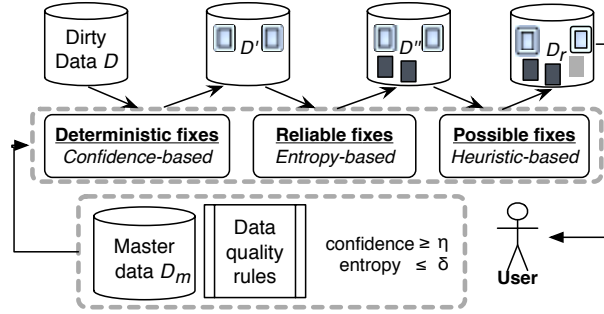 Dirty
Data D
D'
D''
Dr
Deterministic fixes
Confidence-based
Reliable fixes
Entropy-based
Possible fixes
Heuristic-based
Master
data Dm
Data
quality
rules
confidence ≥ η
entropy ≤ δ
User